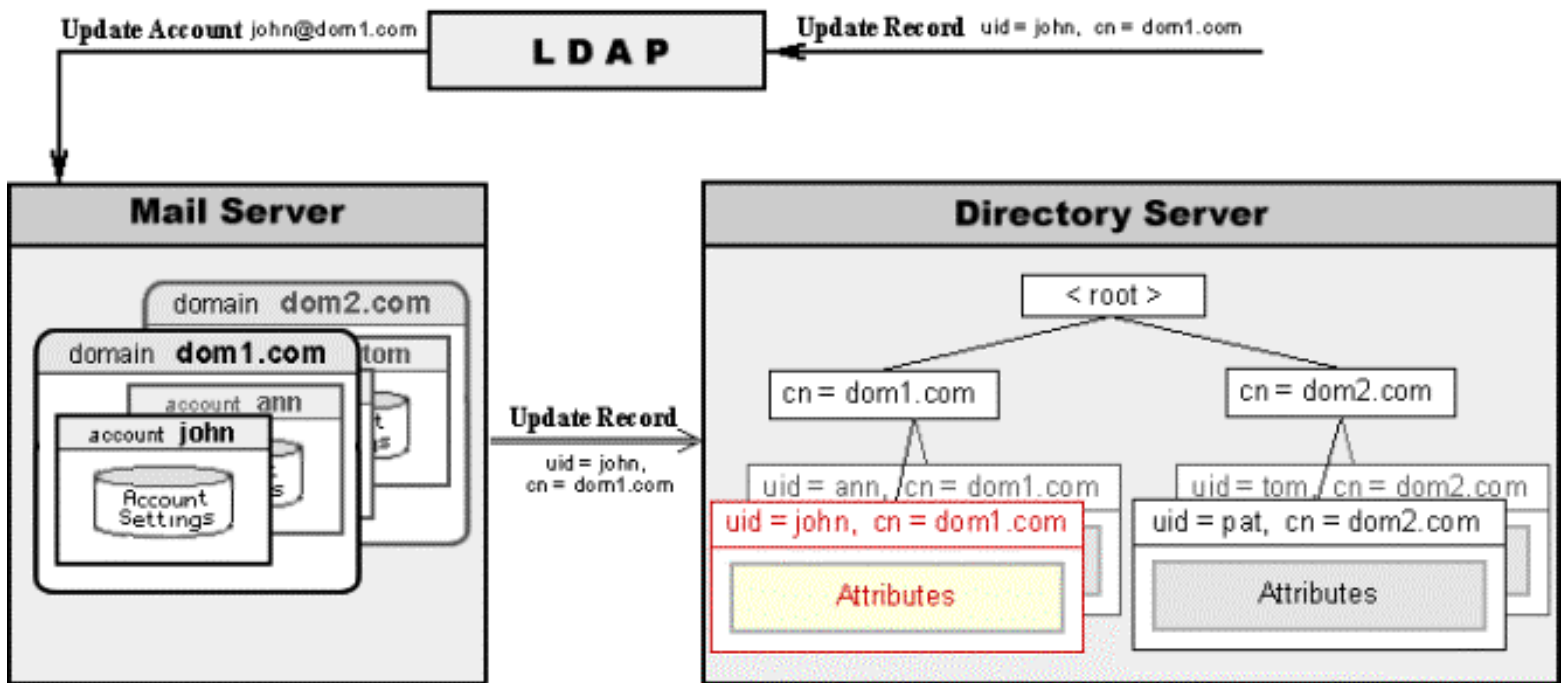 Update Account john@dom1.com
LDAP
Update Record uid = john, cn = dom1.com
Mail Server
domain dom2.com
tom
domain dom1.com
account ann
account john
Account
Settings
Update Record
uid = john,
cn = dom1.com
Directory Server
< root >
cn = dom1.com
cn = dom2.com
uid = ann, cn = dom1.com
uid = john, cn = dom1.com
Attributes
uid = tom, cn = dom2.com
uid = pat, cn = dom2.com
Attributes